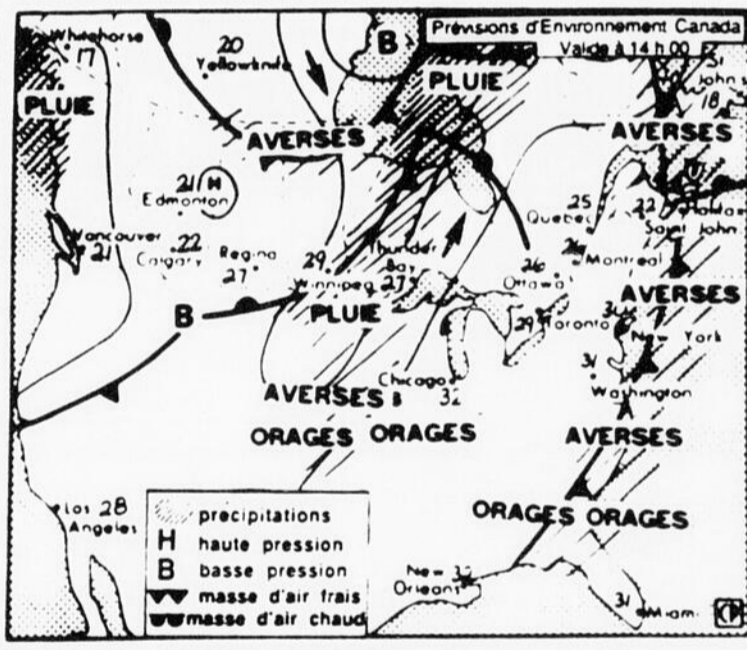 Prévisions d'Environnement Canada
Valide à 14 h 00
Whitehorse
17
20
Yellowknife
B
PLUIE
PLUIE
St John's
18
AVERSES
AVERSES
21 H
Edmonton
25
Quebec
22
Halifax
Saint John
Vancouver
21
22
Calgary
Regina
27
29
Winnipeg
Thunder Bay
27
26
Ottawa
26
Montreal
B
PLUIE
29
Toronto
AVERSES
New York
31
Washington
Chicago
32
AVERSES B
ORAGES ORAGES
AVERSES
Los Angeles
28
ORAGES ORAGES
New Orleans
31
Miami
precipitations
H haute pression
B basse pression
masse d'air frais
masse d'air chaud
CP